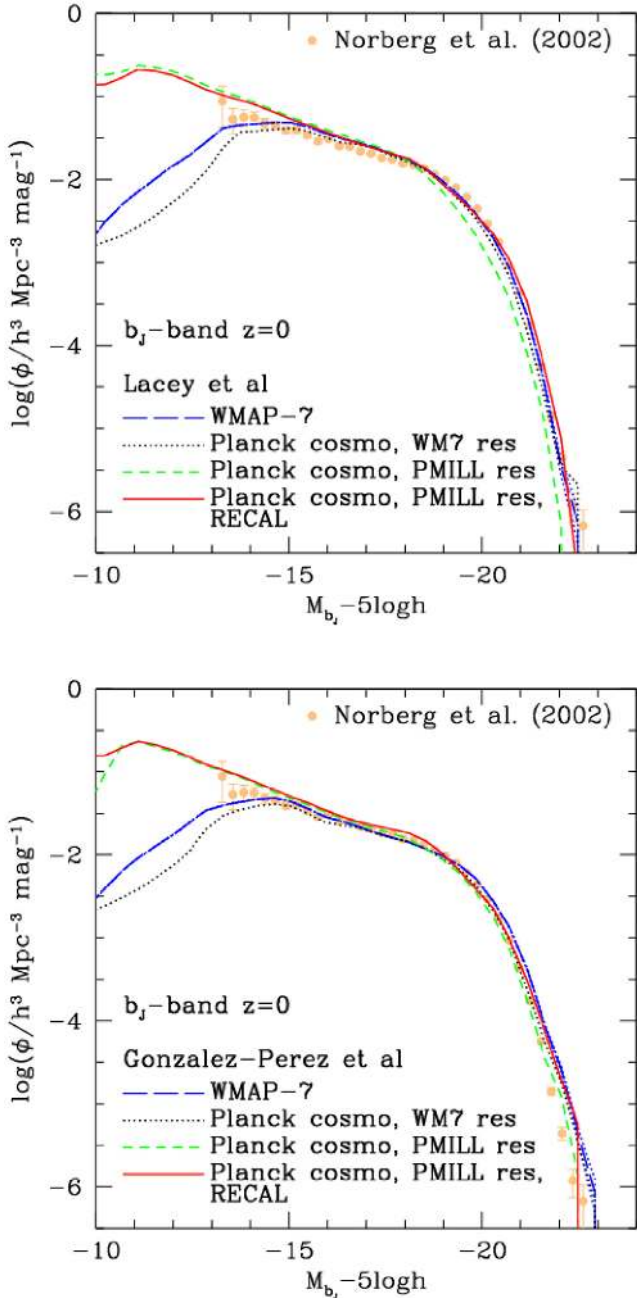 0
Norberg et al. (2002)
−2
−4
−6
log(ϕ/h³ Mpc⁻³ mag⁻¹)
b_J−band z=0
Lacey et al
WMAP−7
Planck cosmo, WM7 res
Planck cosmo, PMILL res
Planck cosmo, PMILL res,
RECAL
−10 −15 −20
M_{b_J}−5logh
0
Norberg et al. (2002)
−2
−4
−6
log(ϕ/h³ Mpc⁻³ mag⁻¹)
b_J−band z=0
Gonzalez−Perez et al
WMAP−7
Planck cosmo, WM7 res
Planck cosmo, PMILL res
Planck cosmo, PMILL res,
RECAL
−10 −15 −20
M_{b_J}−5logh